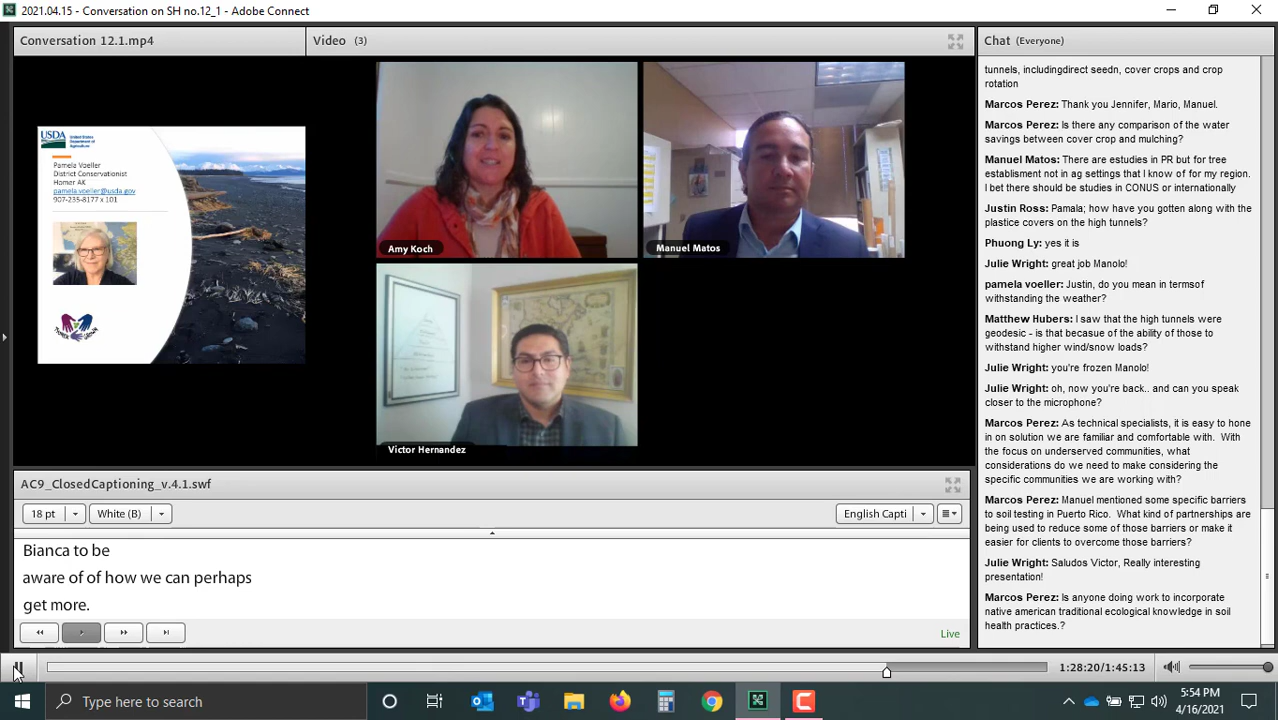 2021.04.15 - Conversation on SH no.12_1 - Adobe Connect
Conversation 12.1.mp4
Video (3)
USDA
United States
Department of
Agriculture
Pamela Voeller
District Conservationist
Homer AK
pamela.voeller@usda.gov
907-235-8177 x 101
Amy Koch
Manuel Matos
Victor Hernandez
AC9_ClosedCaptioning_v.4.1.swf
18 pt
White (B)
English Capti
Bianca to be
aware of of how we can perhaps
get more.
Live
Chat (Everyone)
tunnels, includingdirect seedn, cover crops and crop
rotation
Marcos Perez: Thank you Jennifer, Mario, Manuel.
Marcos Perez: Is there any comparison of the water
savings between cover crop and mulching?
Manuel Matos: There are estudies in PR but for tree
establisment not in ag settings that I know of for my region.
I bet there should be studies in CONUS or internationally
Justin Ross: Pamala; how have you gotten along with the
plastice covers on the high tunnels?
Phuong Ly: yes it is
Julie Wright: great job Manolo!
pamela voeller: Justin, do you mean in termsof
withstanding the weather?
Matthew Hubers: I saw that the high tunnels were
geodesic - is that becasue of the ability of those to
withstand higher wind/snow loads?
Julie Wright: you're frozen Manolo!
Julie Wright: oh, now you're back.. and can you speak
closer to the microphone?
Marcos Perez: As technical specialists, it is easy to hone
in on solution we are familiar and comfortable with. With
the focus on underserved communities, what
considerations do we need to make considering the
specific communities we are working with?
Marcos Perez: Manuel mentioned some specific barriers
to soil testing in Puerto Rico. What kind of partnerships are
being used to reduce some of those barriers or make it
easier for clients to overcome those barriers?
Julie Wright: Saludos Victor, Really interesting
presentation!
Marcos Perez: Is anyone doing work to incorporate
native american traditional ecological knowledge in soil
health practices.?
1:28:20/1:45:13
Type here to search
5:54 PM
4/16/2021